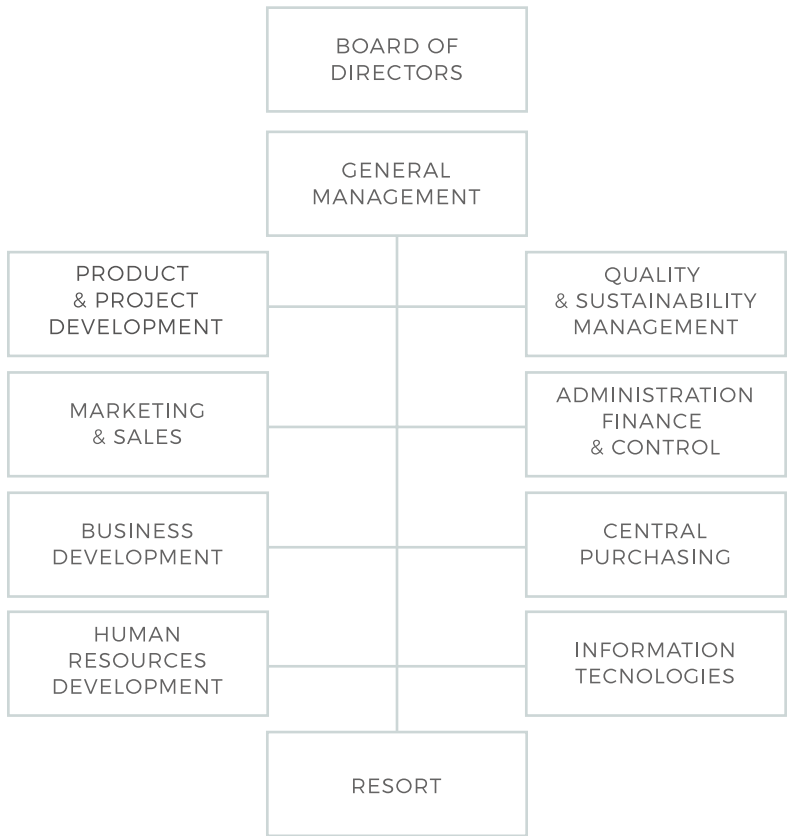 BOARD OF
DIRECTORS
GENERAL
MANAGEMENT
PRODUCT
& PROJECT
DEVELOPMENT
QUALITY
& SUSTAINABILITY
MANAGEMENT
MARKETING
& SALES
ADMINISTRATION
FINANCE
& CONTROL
BUSINESS
DEVELOPMENT
CENTRAL
PURCHASING
HUMAN
RESOURCES
DEVELOPMENT
INFORMATION
TECNOLOGIES
RESORT